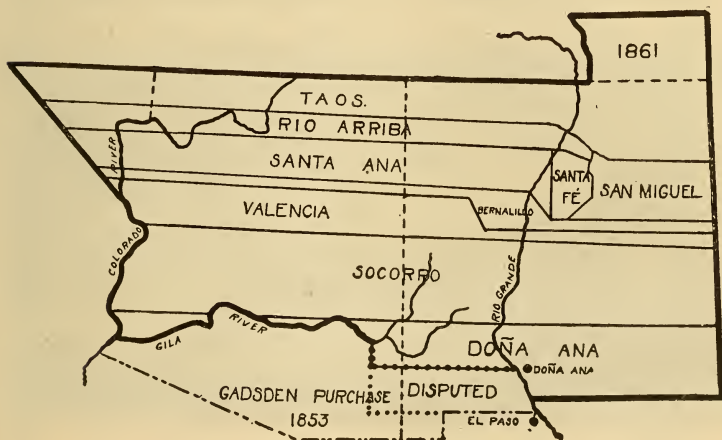 1861
TAOS.
RIO ARRIBA
RIVER
SANTA ANA
SANTA
FÉ
SAN MIGUEL
VALENCIA
BERNALILLO
COLORADO
SOCORRO
RIO GRANDE
GILA
RIVER
DOÑA ANA
DOÑA ANA
GADSDEN PURCHASE
1853
DISPUTED
EL PASO